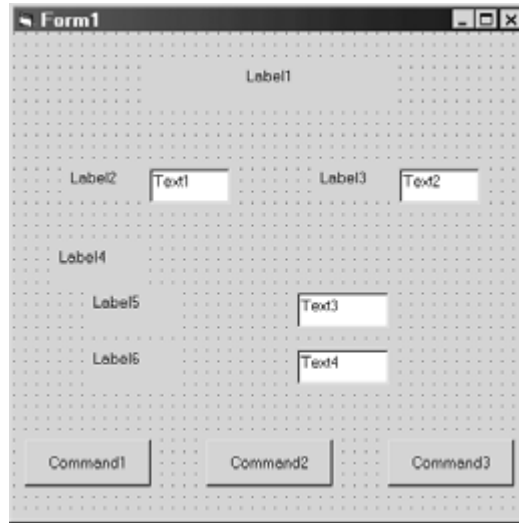 Form1
Label1
Label2 Text1 Label3 Text2
Label4
Label5 Text3
Label6 Text4
Command1 Command2 Command3